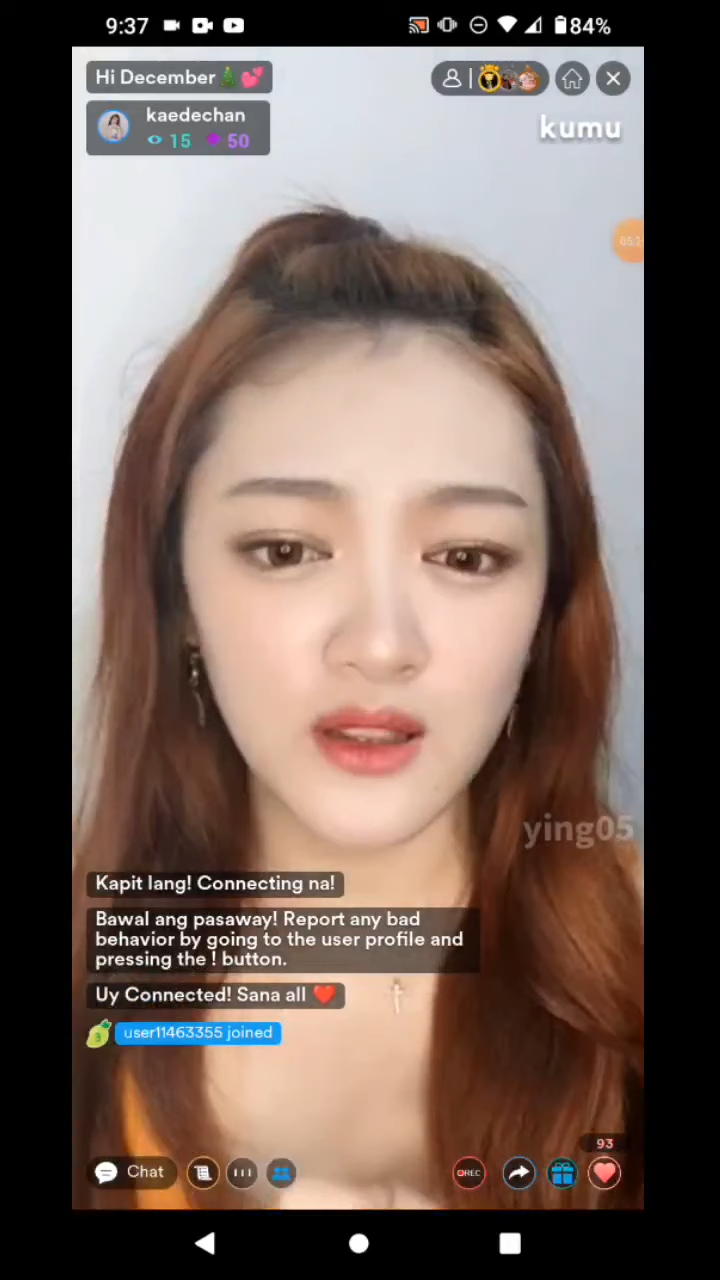 9:37
84%
Hi December🎄💕
kaedechan
15 50
kumu
ying05
Kapit lang! Connecting na!
Bawal ang pasaway! Report any bad
behavior by going to the user profile and
pressing the ! button.
Uy Connected! Sana all ❤️
3 user11463355 joined
93
Chat
REC